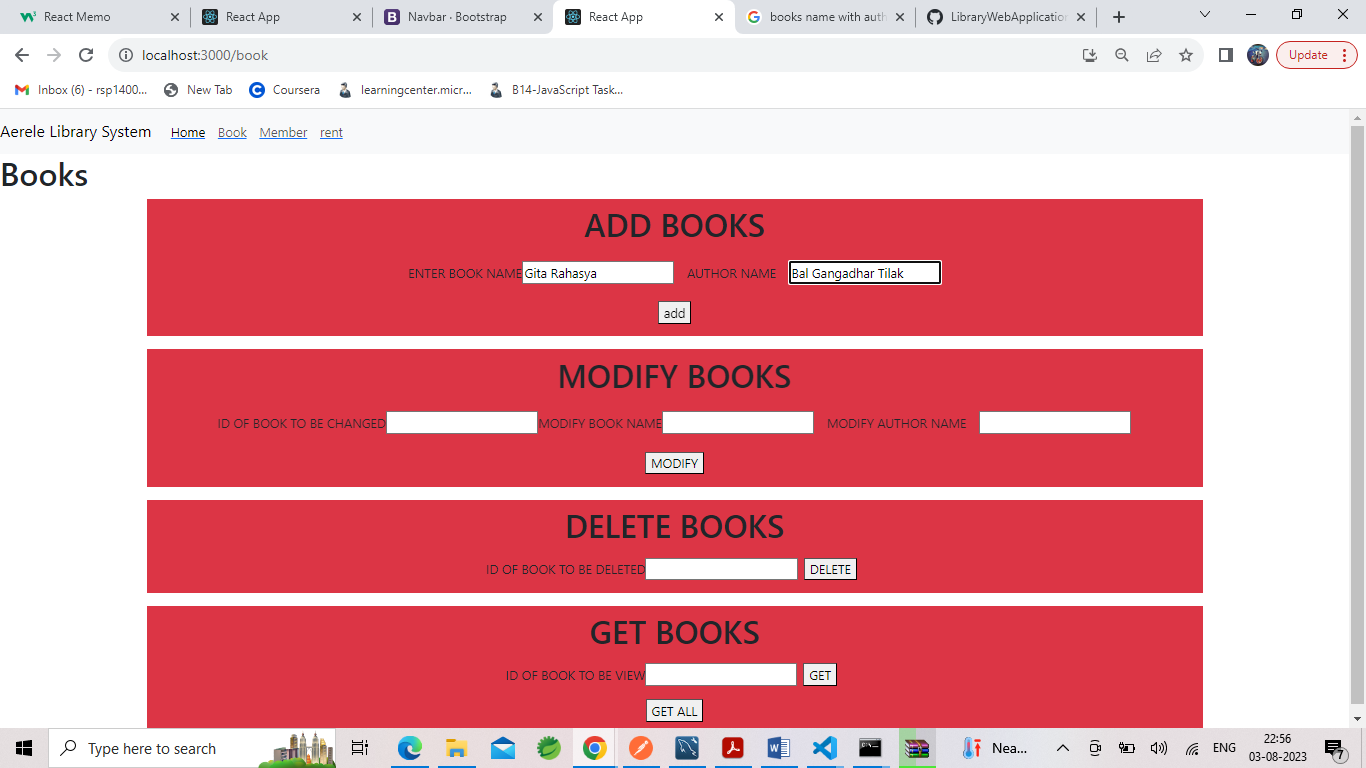 React Memo React App Navbar · Bootstrap React App books name with auth LibraryWebApplication
localhost:3000/book Update
Inbox (6) - rsp1400... New Tab Coursera learningcenter.micr... B14-JavaScript Task...
Aerele Library System Home Book Member rent
Books
ADD BOOKS
ENTER BOOK NAME Gita Rahasya AUTHOR NAME Bal Gangadhar Tilak
add
MODIFY BOOKS
ID OF BOOK TO BE CHANGED MODIFY BOOK NAME MODIFY AUTHOR NAME
MODIFY
DELETE BOOKS
ID OF BOOK TO BE DELETED DELETE
GET BOOKS
ID OF BOOK TO BE VIEW GET
GET ALL
Type here to search Nea... ENG 22:56
03-08-2023 7